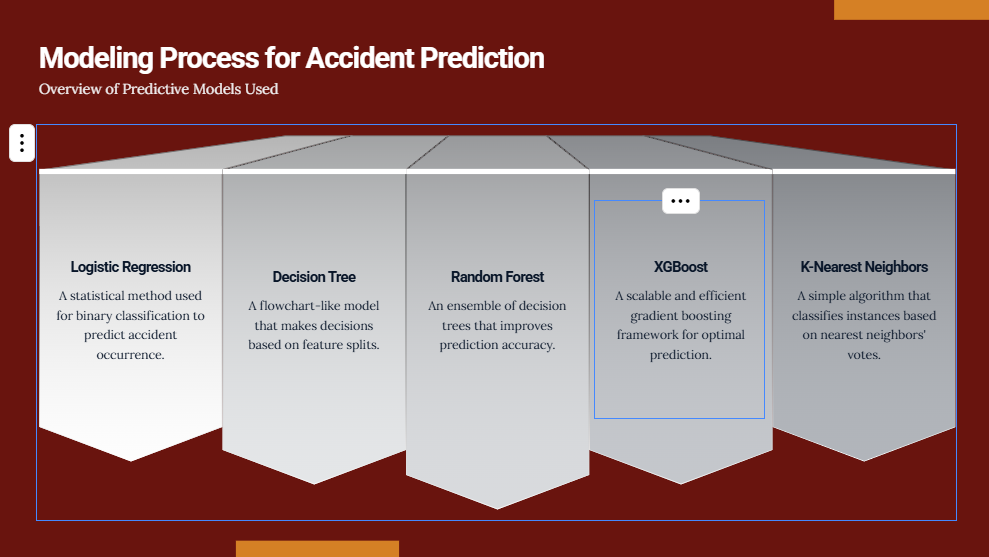 Modeling Process for Accident Prediction
Overview of Predictive Models Used
Logistic Regression
A statistical method used
for binary classification to
predict accident
occurrence.
Decision Tree
A flowchart-like model
that makes decisions
based on feature splits.
Random Forest
An ensemble of decision
trees that improves
prediction accuracy.
XGBoost
A scalable and efficient
gradient boosting
framework for optimal
prediction.
K-Nearest Neighbors
A simple algorithm that
classifies instances based
on nearest neighbors'
votes.